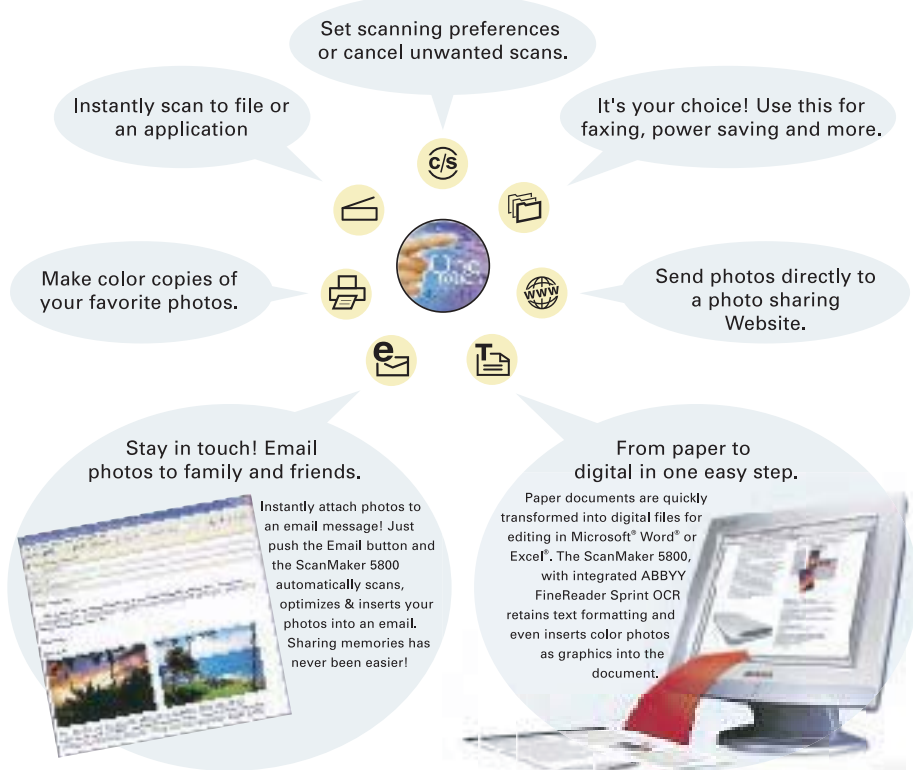 Set scanning preferences
or cancel unwanted scans.
Instantly scan to file or
an application
It's your choice! Use this for
faxing, power saving and more.
c/s
Make color copies of
your favorite photos.
Send photos directly to
a photo sharing
Website.
www
e
T
Stay in touch! Email
photos to family and friends.
Instantly attach photos to
an email message! Just
push the Email button and
the ScanMaker 5800
automatically scans,
optimizes & inserts your
photos into an email.
Sharing memories has
never been easier!
From paper to
digital in one easy step.
Paper documents are quickly
transformed into digital files for
editing in Microsoft® Word® or
Excel®. The ScanMaker 5800,
with integrated ABBYY
FineReader Sprint OCR
retains text formatting and
even inserts color photos
as graphics into the
document.